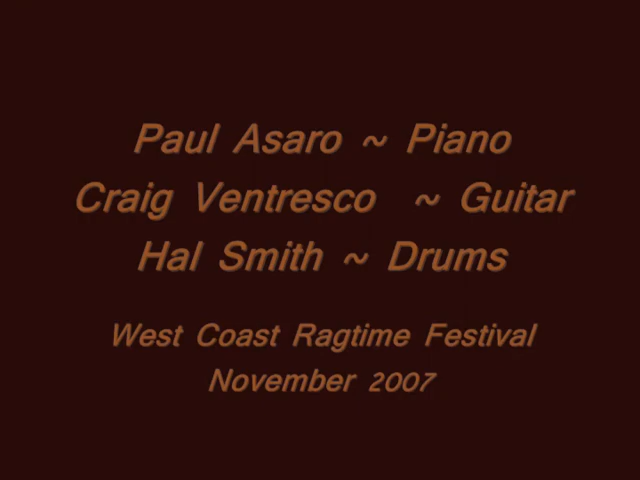 Paul Asaro ~ Piano
Craig Ventresco ~ Guitar
Hal Smith ~ Drums
West Coast Ragtime Festival
November 2007